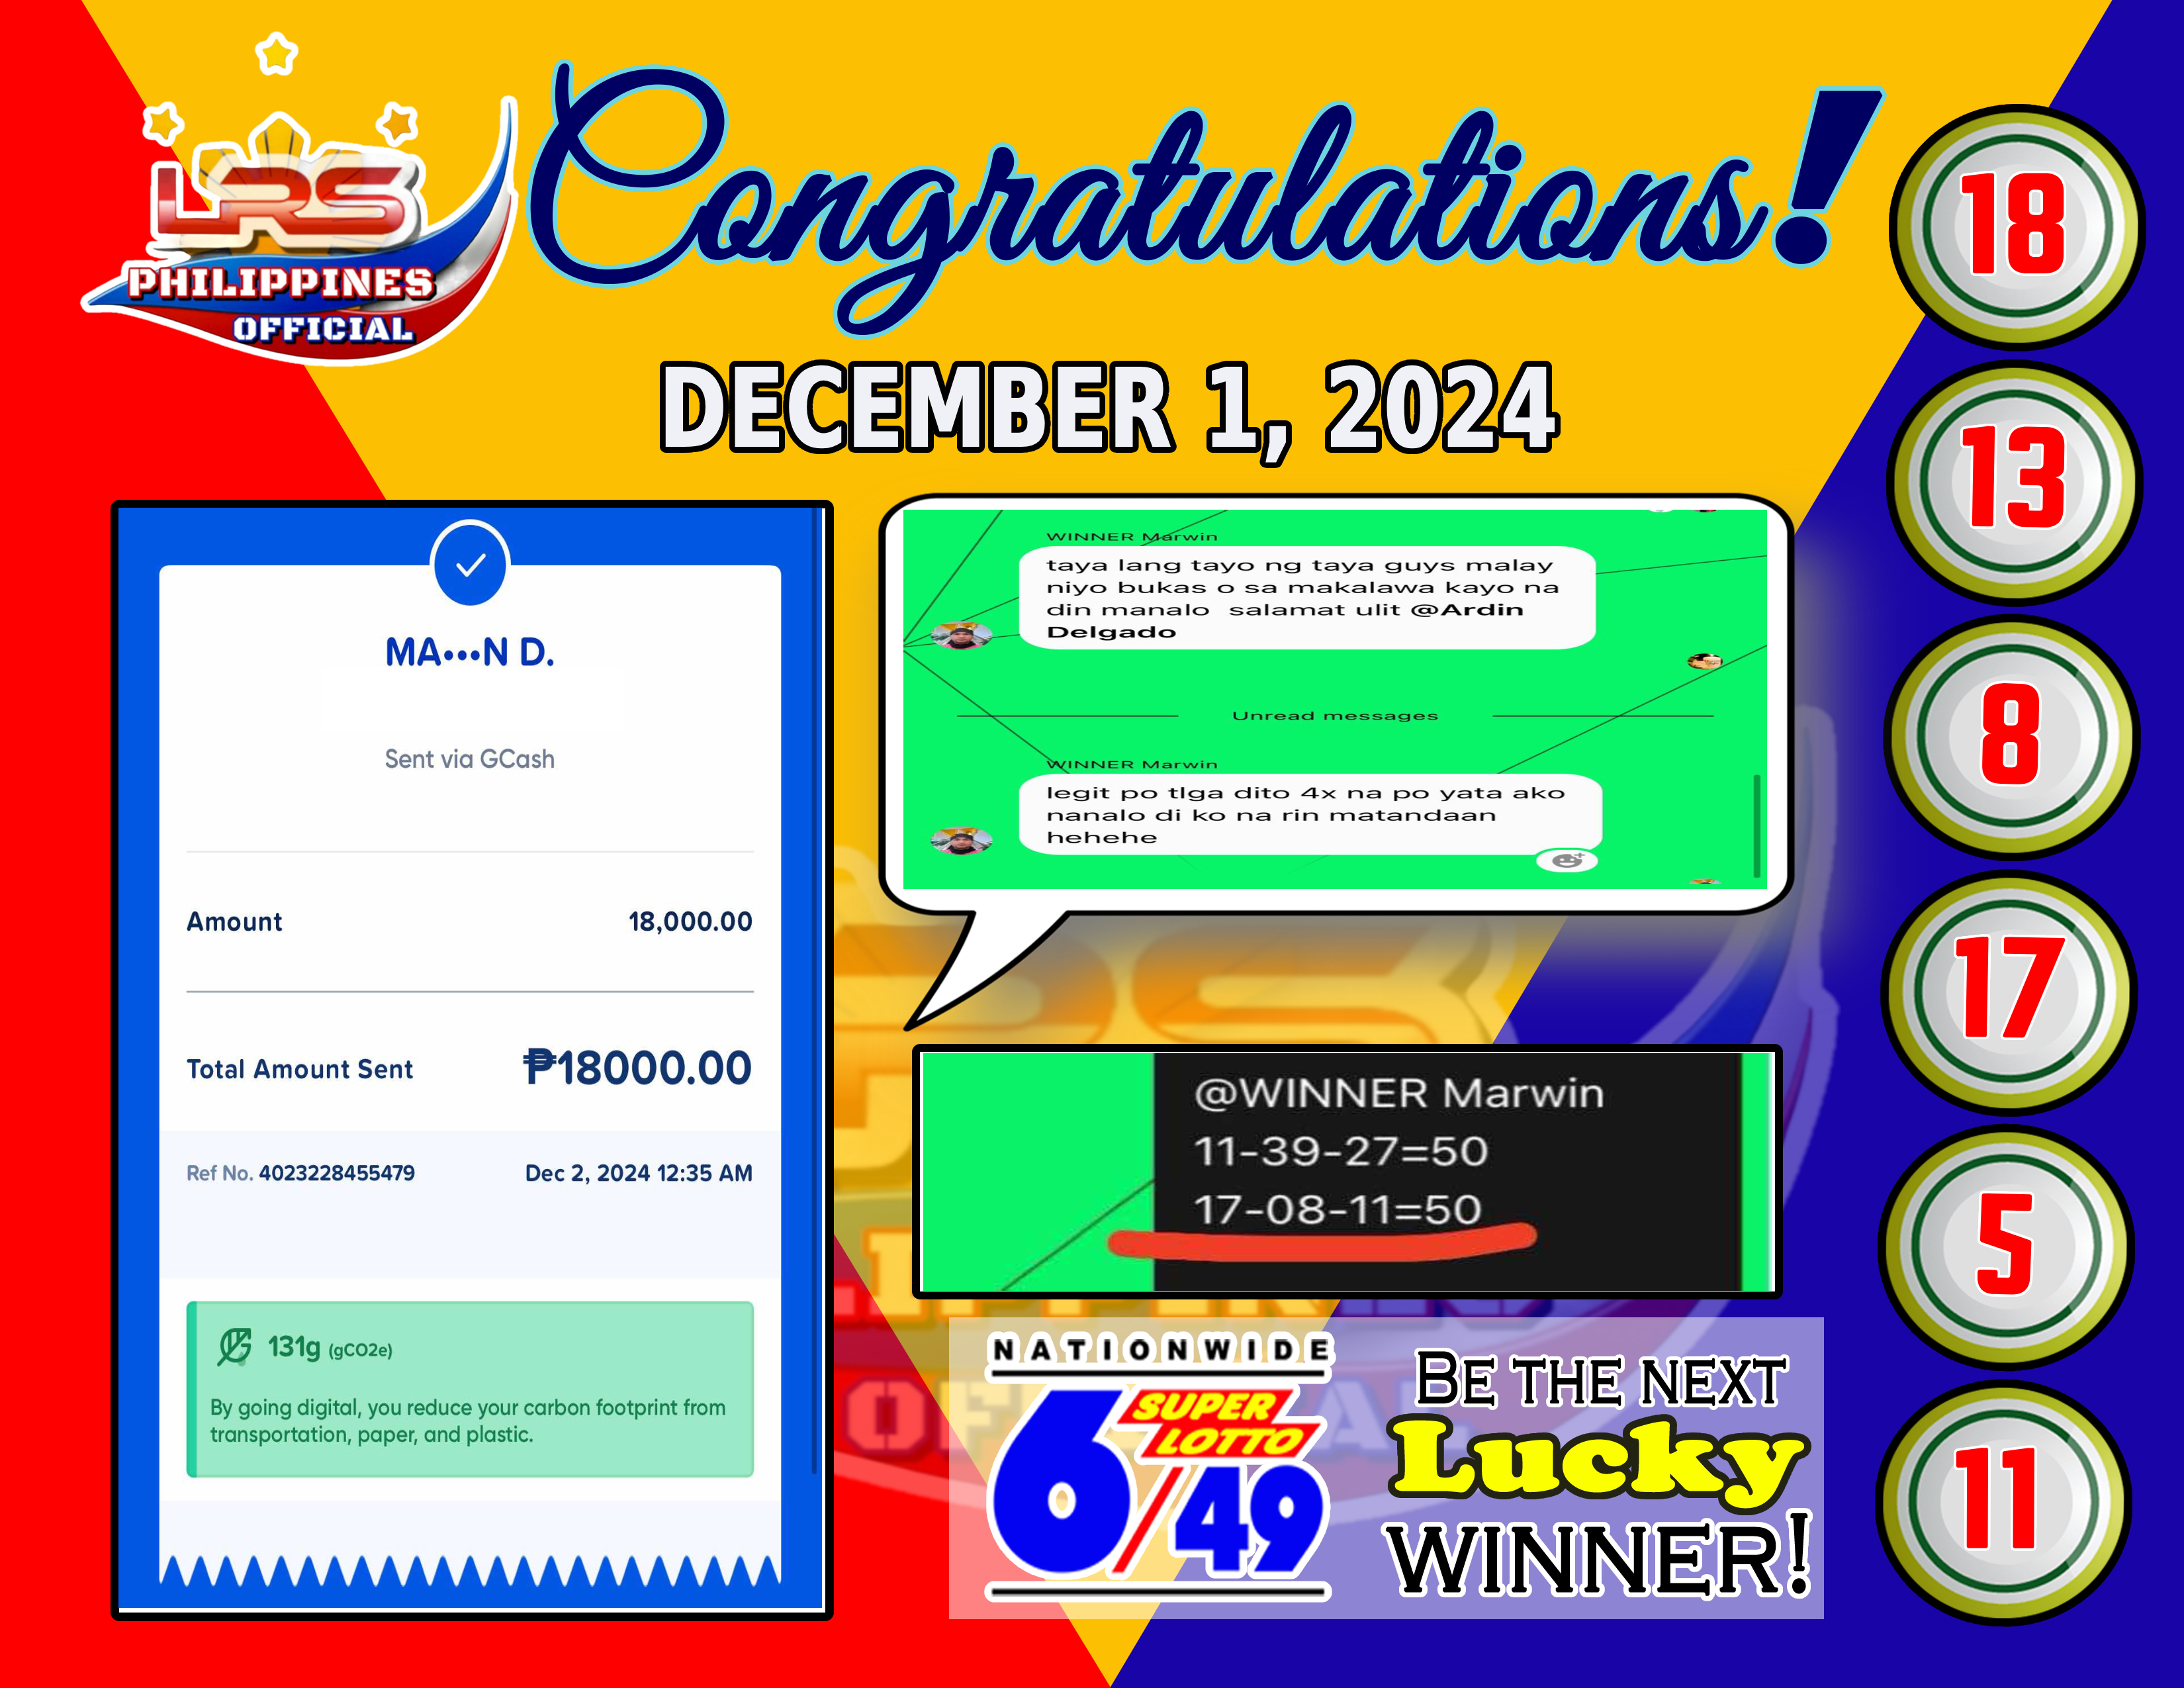 LRS
PHILIPPINES
OFFICIAL
Congratulations!
DECEMBER 1, 2024
MA•••N D.
Sent via GCash
Amount 18,000.00
Total Amount Sent ₱18000.00
Ref No. 4023228455479 Dec 2, 2024 12:35 AM
131g (gCO2e)
By going digital, you reduce your carbon footprint from
transportation, paper, and plastic.
WINNER Marwin
taya lang tayo ng taya guys malay
niyo bukas o sa makalawa kayo na
din manalo salamat ulit @Ardin
Delgado
Unread messages
WINNER Marwin
legit po tlga dito 4x na po yata ako
nanalo di ko na rin matandaan
hehehe
@WINNER Marwin
11-39-27=50
17-08-11=50
NATIONWIDE
SUPER
LOTTO
6/49
BE THE NEXT
Lucky
WINNER!
18
13
8
17
5
11